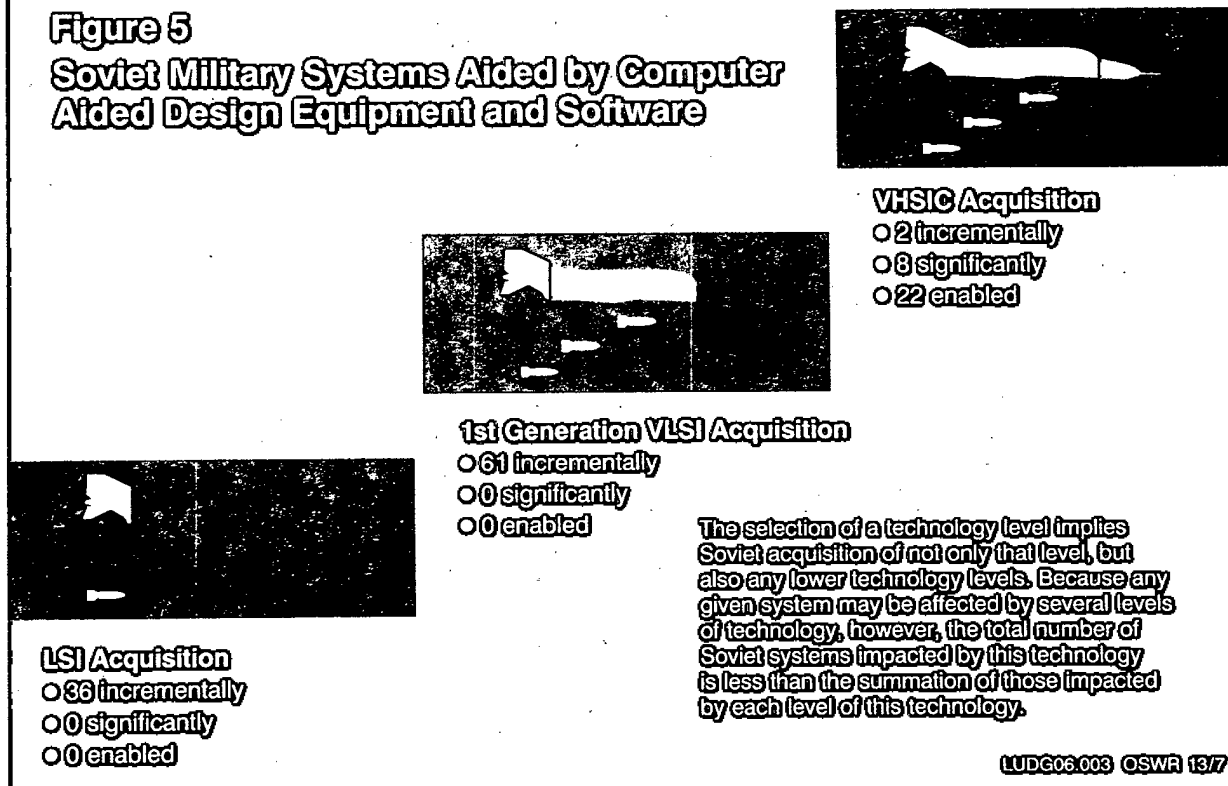 Figure 5
Soviet Military Systems Aided by Computer
Aided Design Equipment and Software
VHSIC Acquisition
O 2 incrementally
O 8 significantly
O 22 enabled
1st Generation VLSI Acquisition
O 61 incrementally
O 0 significantly
O 0 enabled
LSI Acquisition
O 36 incrementally
O 0 significantly
O 0 enabled
The selection of a technology level implies
Soviet acquisition of not only that level, but
also any lower technology levels. Because any
given system may be affected by several levels
of technology, however, the total number of
Soviet systems impacted by this technology
is less than the summation of those impacted
by each level of this technology.
LUDG06.003 OSWR 13/7